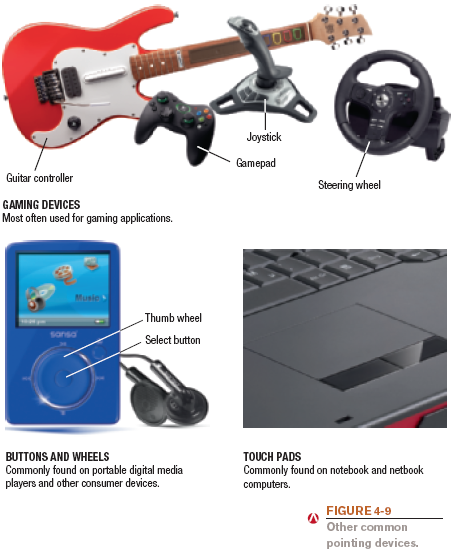 Joystick
Gamepad
Guitar controller
Steering wheel
GAMING DEVICES
Most often used for gaming applications.
Music
sansa
Thumb wheel
Select button
BUTTONS AND WHEELS
Commonly found on portable digital media
players and other consumer devices.
TOUCH PADS
Commonly found on notebook and netbook
computers.
FIGURE 4-9
Other common
pointing devices.